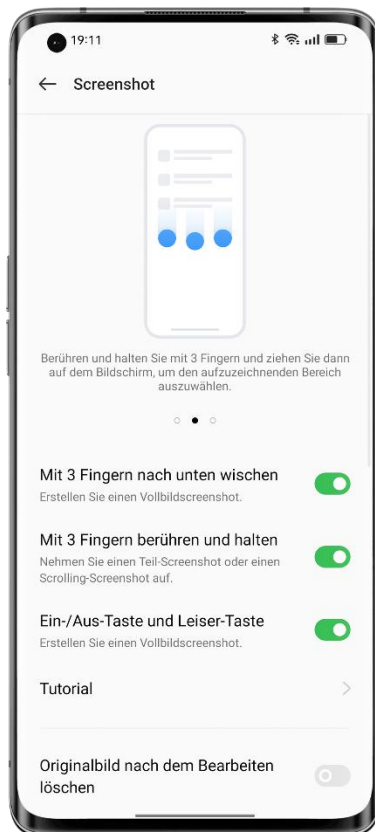 19:11
Screenshot
Berühren und halten Sie mit 3 Fingern und ziehen Sie dann
auf dem Bildschirm, um den aufzuzeichnenden Bereich
auszuwählen.
Mit 3 Fingern nach unten wischen
Erstellen Sie einen Vollbildscreenshot.
Mit 3 Fingern berühren und halten
Nehmen Sie einen Teil-Screenshot oder einen
Scrolling-Screenshot auf.
Ein-/Aus-Taste und Leiser-Taste
Erstellen Sie einen Vollbildscreenshot.
Tutorial
Originalbild nach dem Bearbeiten
löschen